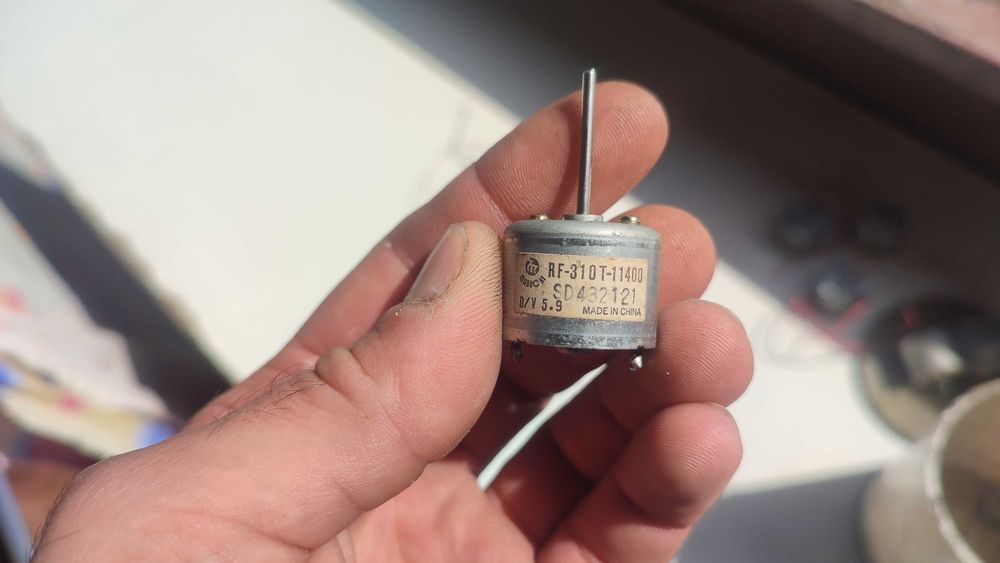 RF-310T-11400
SD432121
D/V 5.9
MADE IN CHINA